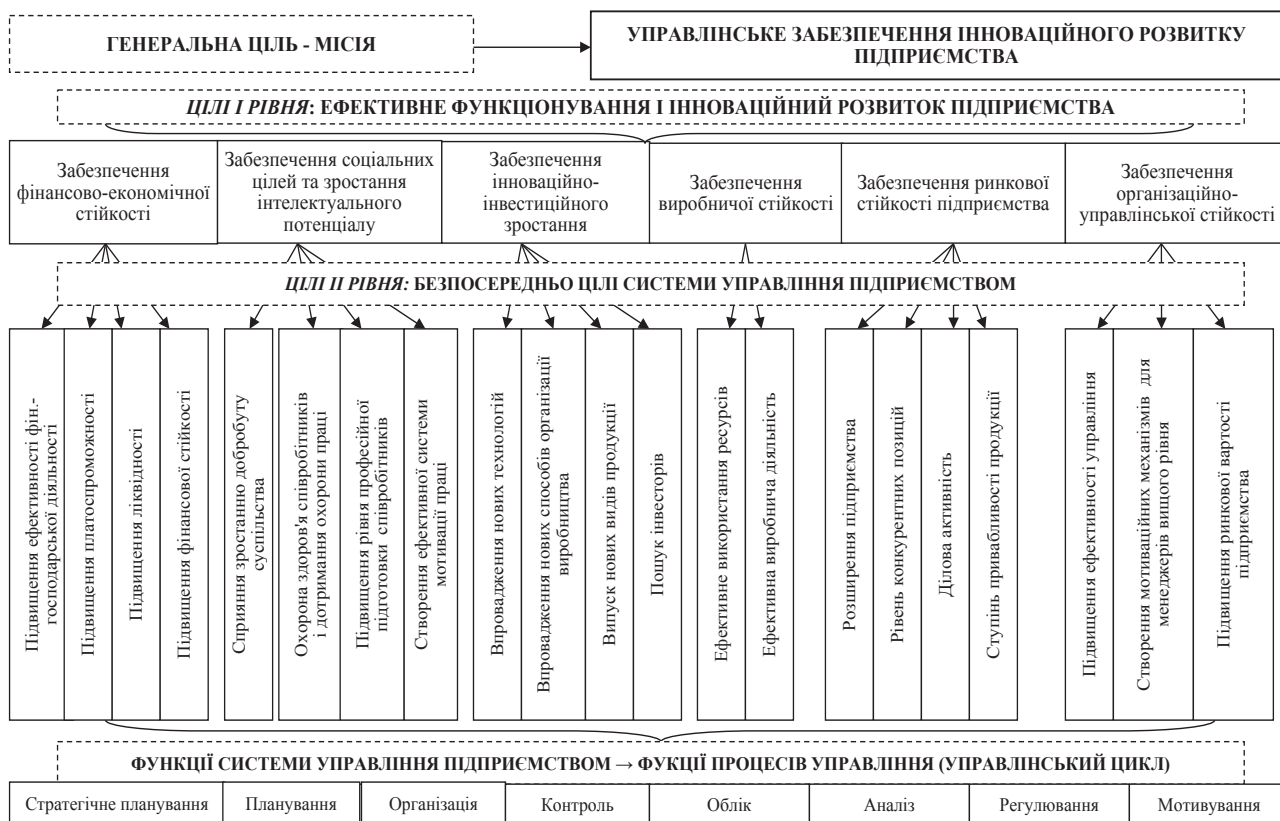 ГЕНЕРАЛЬНА ЦІЛЬ - МІСІЯ
УПРАВЛІНСЬКЕ ЗАБЕЗПЕЧЕННЯ ІННОВАЦІЙНОГО РОЗВИТКУ
ПІДПРИЄМСТВА
ЦІЛІ І РІВНЯ: ЕФЕКТИВНЕ ФУНКЦІОНУВАННЯ І ІННОВАЦІЙНИЙ РОЗВИТОК ПІДПРИЄМСТВА
Забезпечення
фінансово-економічної
стійкості
Забезпечення соціальних
цілей та зростання
інтелектуального
потенціалу
Забезпечення
інноваційно-
інвестиційного
зростання
Забезпечення
виробничої стійкості
Забезпечення ринкової
стійкості підприємства
Забезпечення
організаційно-
управлінської стійкості
ЦІЛІ ІІ РІВНЯ: БЕЗПОСЕРЕДНЬО ЦІЛІ СИСТЕМИ УПРАВЛІННЯ ПІДПРИЄМСТВОМ
Підвищення ефективності фін.-
господарської діяльності
Підвищення платоспроможності
Підвищення ліквідності
Підвищення фінансової стійкості
Сприяння зростанню добробуту
суспільства
Охорона здоров'я співробітників
і дотримання охорони праці
Підвищення рівня професійної
підготовки співробітників
Створення ефективної системи
мотивації праці
Впровадження нових технологій
Впровадження нових способів організації
виробництва
Випуск нових видів продукції
Пошук інвесторів
Ефективне використання ресурсів
Ефективна виробнича діяльність
Розширення підприємства
Рівень конкурентних позицій
Ділова активність
Ступінь привабливості продукції
Підвищення ефективності управління
Створення мотиваційних механізмів для
менеджерів вищого рівня
Підвищення ринкової вартості
підприємства
ФУНКЦІЇ СИСТЕМИ УПРАВЛІННЯ ПІДПРИЄМСТВОМ → ФУКЦІЇ ПРОЦЕСІВ УПРАВЛІННЯ (УПРАВЛІНСЬКИЙ ЦИКЛ)
Стратегічне планування
Планування
Організація
Контроль
Облік
Аналіз
Регулювання
Мотивування